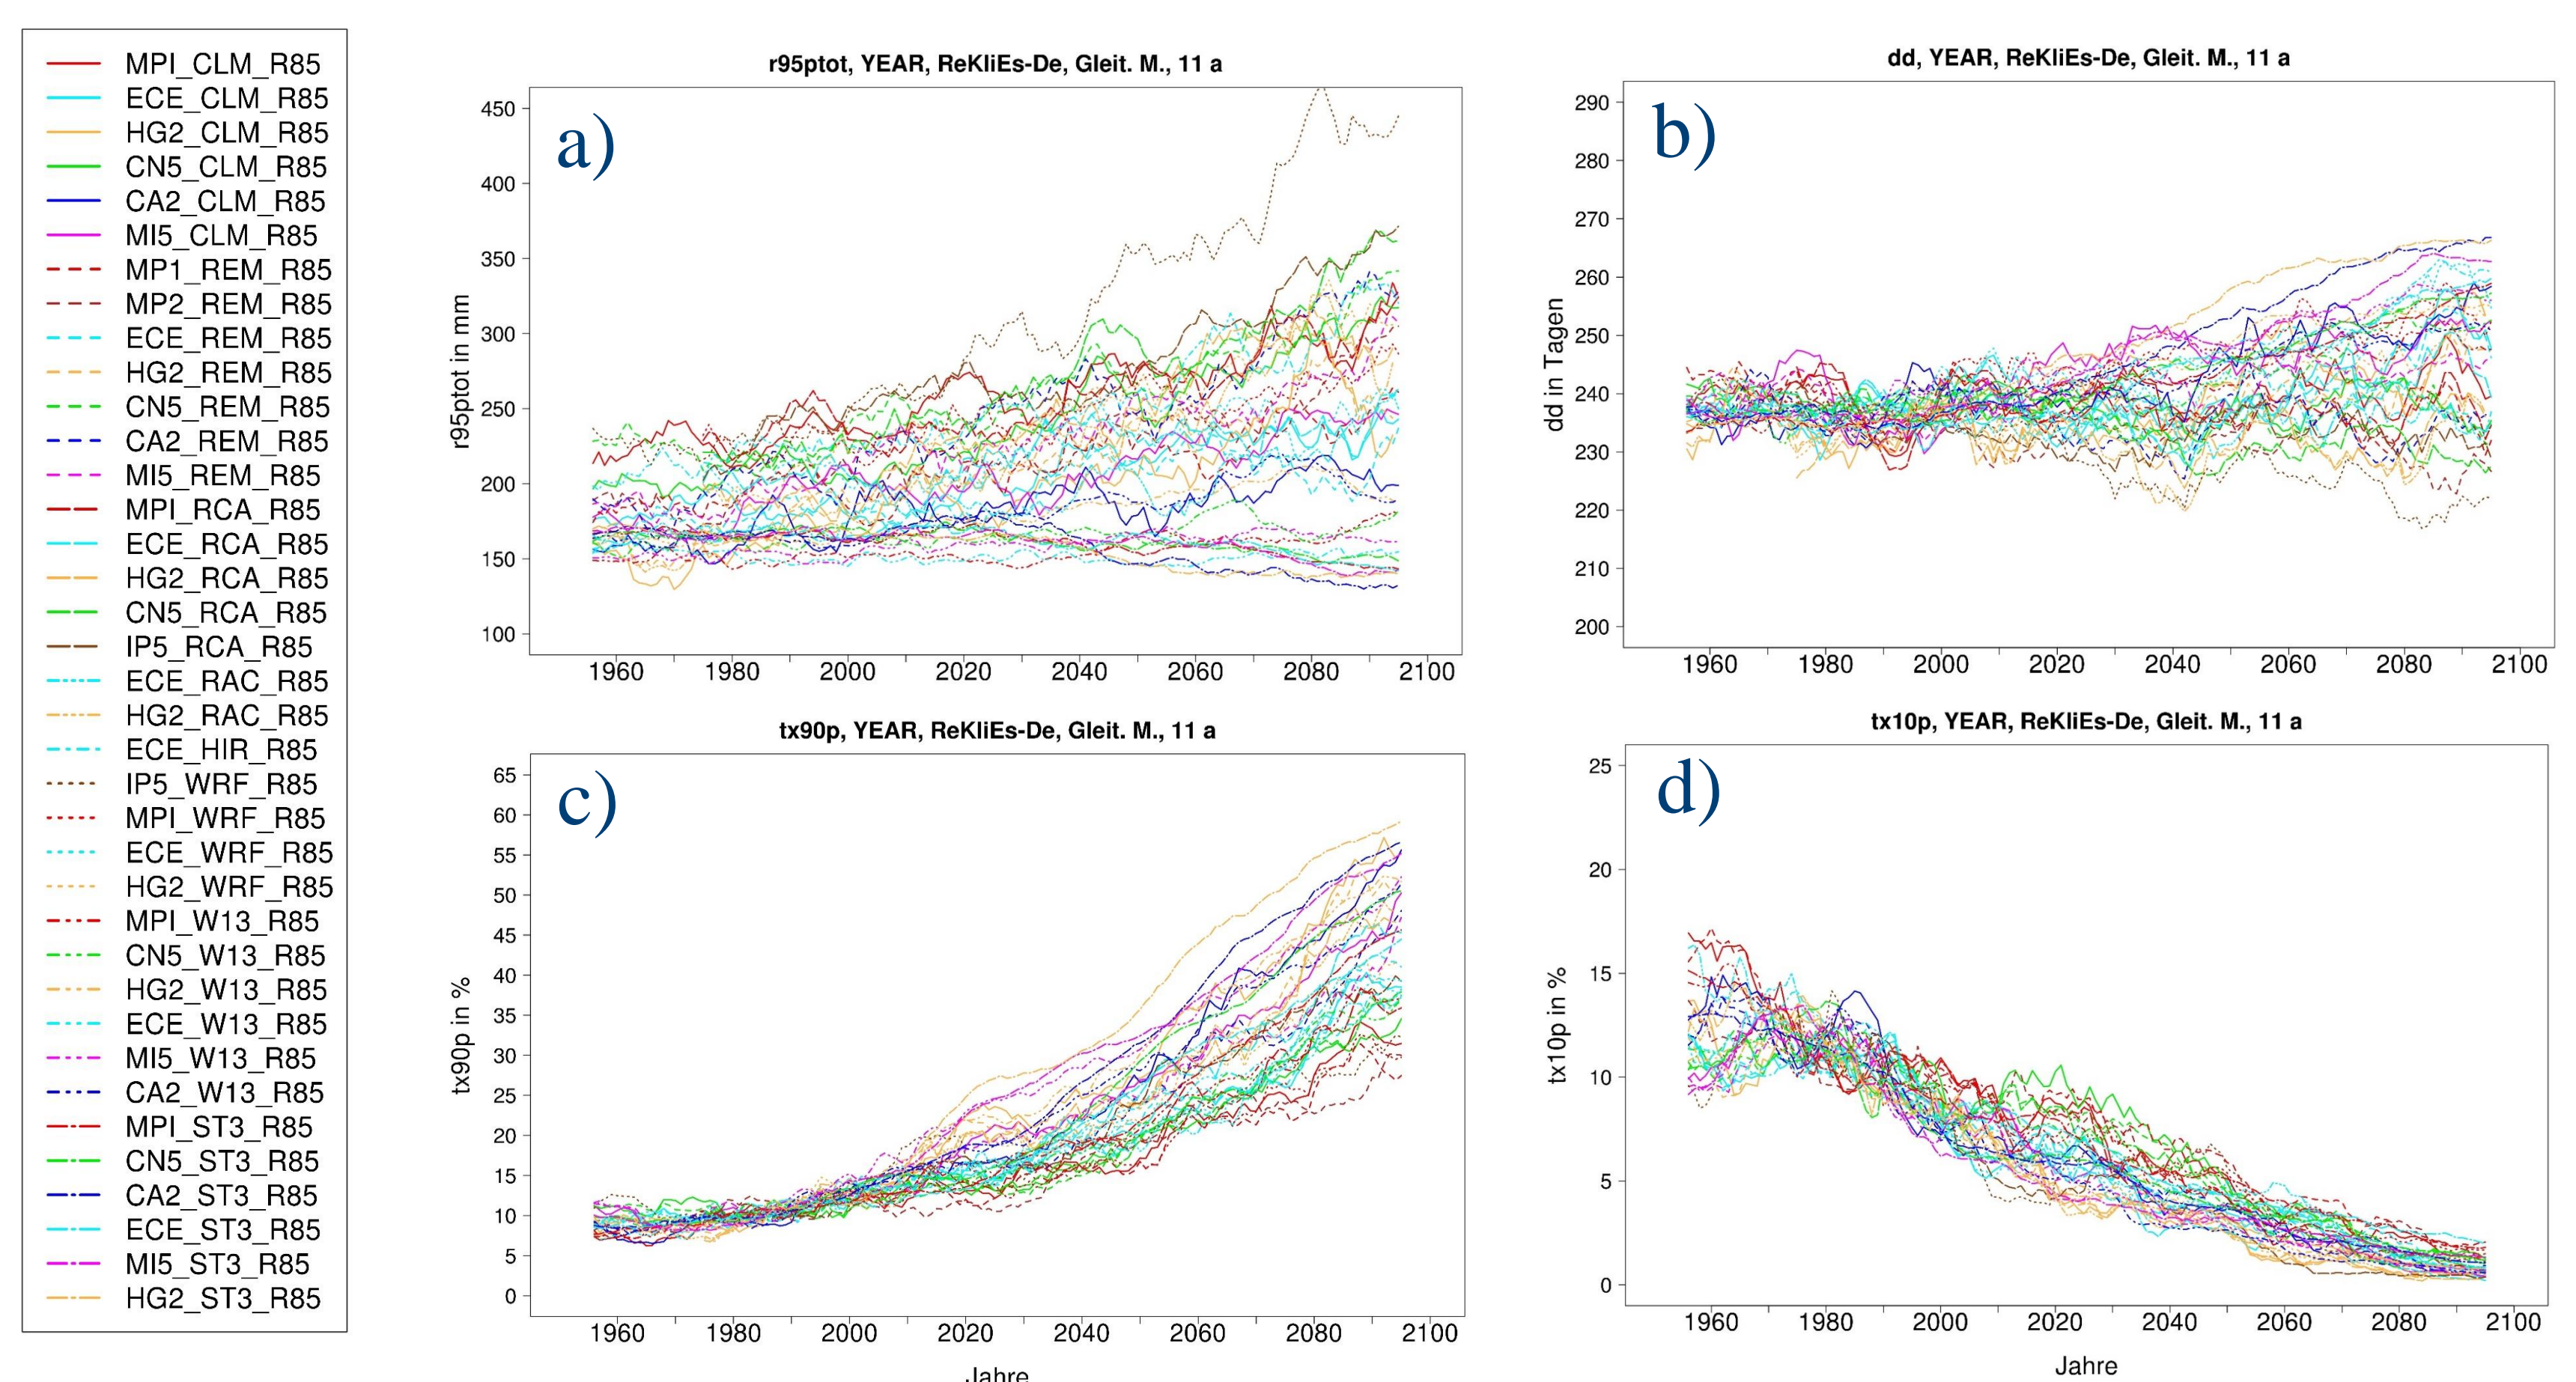 MPI_CLM_R85
ECE_CLM_R85
HG2_CLM_R85
CN5_CLM_R85
CA2_CLM_R85
MI5_CLM_R85
MP1_REM_R85
MP2_REM_R85
ECE_REM_R85
HG2_REM_R85
CN5_REM_R85
CA2_REM_R85
MI5_REM_R85
MPI_RCA_R85
ECE_RCA_R85
HG2_RCA_R85
CN5_RCA_R85
IP5_RCA_R85
ECE_RAC_R85
HG2_RAC_R85
ECE_HIR_R85
IP5_WRF_R85
MPI_WRF_R85
ECE_WRF_R85
HG2_WRF_R85
MPI_W13_R85
CN5_W13_R85
HG2_W13_R85
ECE_W13_R85
MI5_W13_R85
CA2_W13_R85
MPI_ST3_R85
CN5_ST3_R85
CA2_ST3_R85
ECE_ST3_R85
MI5_ST3_R85
HG2_ST3_R85
r95ptot, YEAR, ReKliEs-De, Gleit. M., 11 a
a)
r95ptot in mm
450
400
350
300
250
200
150
100
1960 1980 2000 2020 2040 2060 2080 2100
dd, YEAR, ReKliEs-De, Gleit. M., 11 a
b)
dd in Tagen
290
280
270
260
250
240
230
220
210
200
1960 1980 2000 2020 2040 2060 2080 2100
tx90p, YEAR, ReKliEs-De, Gleit. M., 11 a
c)
tx90p in %
65
60
55
50
45
40
35
30
25
20
15
10
5
0
1960 1980 2000 2020 2040 2060 2080 2100
Jahre
tx10p, YEAR, ReKliEs-De, Gleit. M., 11 a
d)
tx10p in %
25
20
15
10
5
0
1960 1980 2000 2020 2040 2060 2080 2100
Jahre